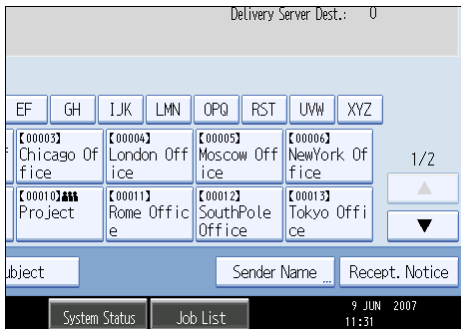 Delivery Server Dest.: 0
EF GH IJK LMN OPQ RST UVW XYZ
【00003】 【00004】 【00005】 【00006】
Chicago Of London Off Moscow Off NewYork Of
fice ice ice fice
1/2
【00010】 【00011】 【00012】 【00013】
Project Rome Offic SouthPole Tokyo Offi
e Office ce
ubject Sender Name ... Recept. Notice
System Status Job List 9 JUN 2007
11:31